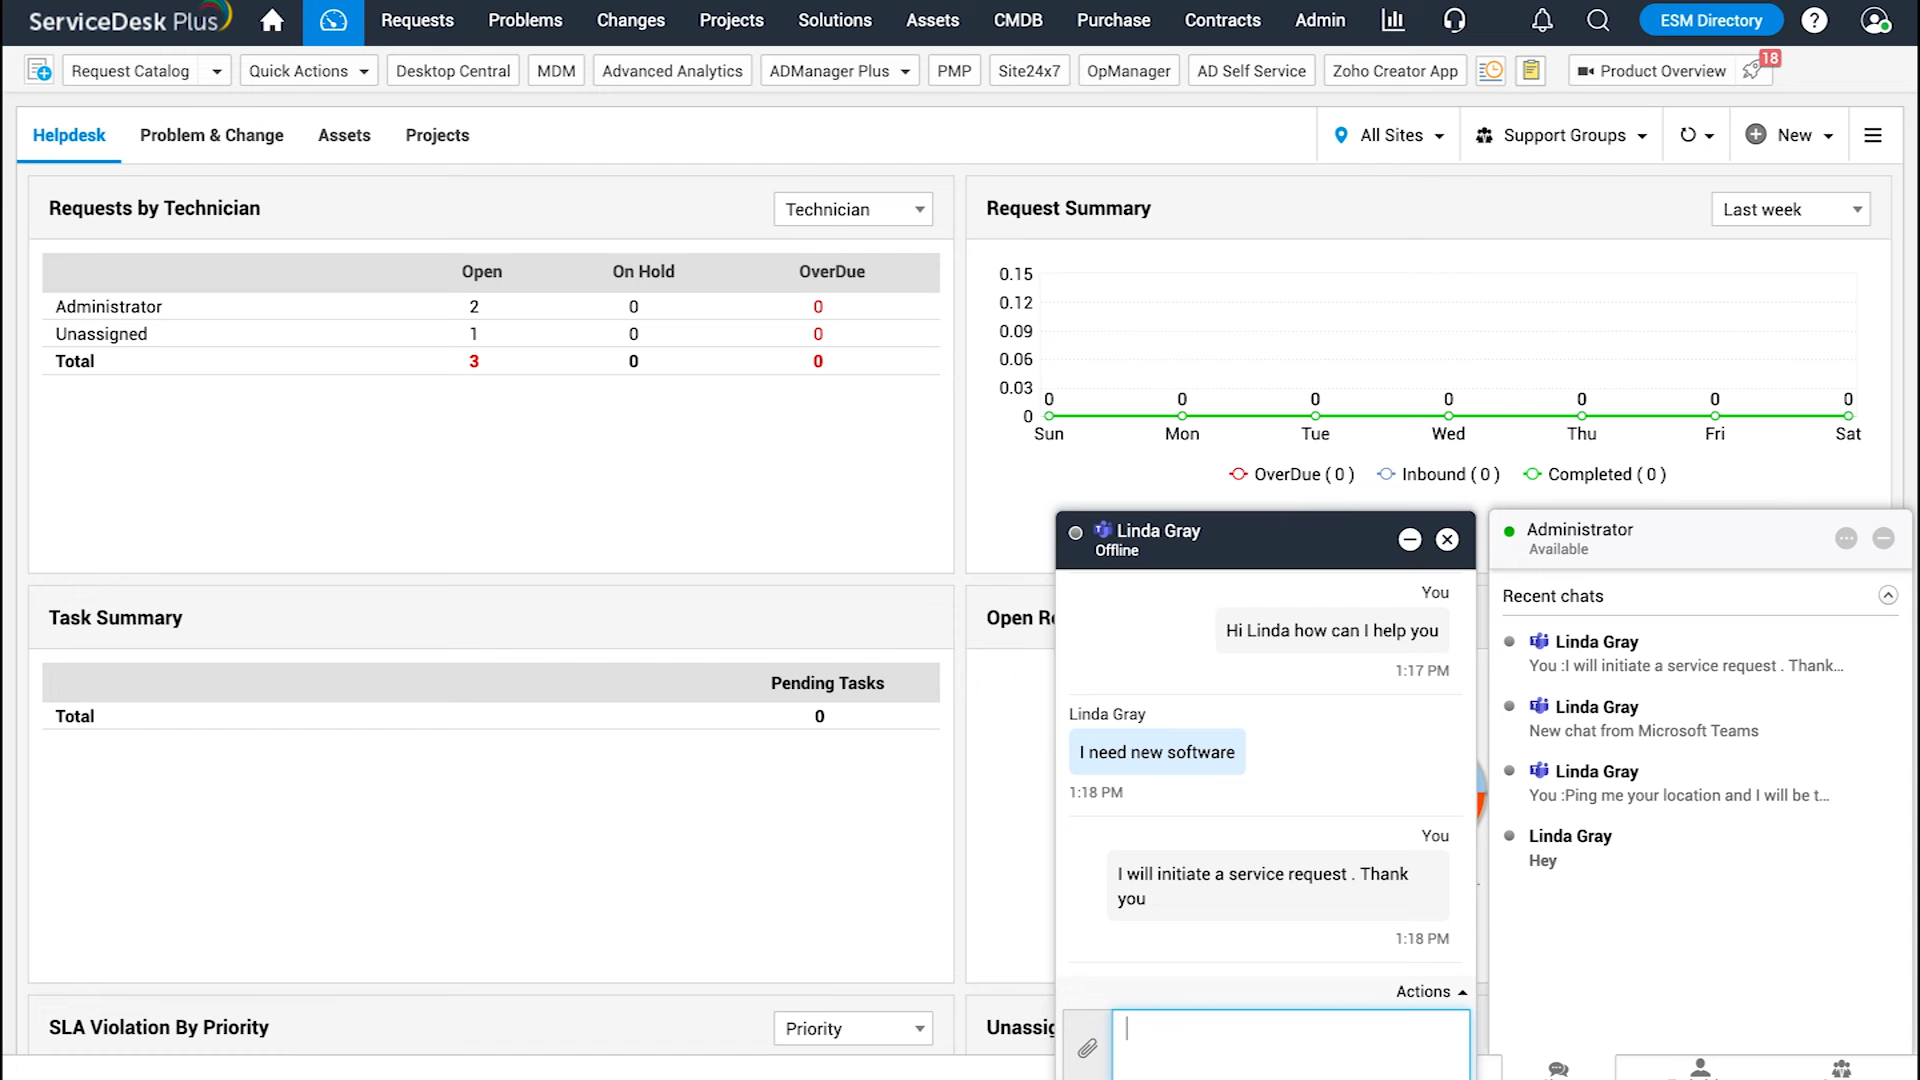 ServiceDesk Plus
Requests Problems Changes Projects Solutions Assets CMDB Purchase Contracts Admin ESM Directory ?
Request Catalog Quick Actions Desktop Central MDM Advanced Analytics ADManager Plus PMP Site24x7 OpManager AD Self Service Zoho Creator App Product Overview 18
Helpdesk Problem & Change Assets Projects All Sites Support Groups New
Requests by Technician Technician
Open On Hold OverDue
Administrator 2 0 0
Unassigned 1 0 0
Total 3 0 0
Request Summary Last week
0.15
0.12
0.09
0.06
0.03
0
0 0 0 0 0 0 0
Sun Mon Tue Wed Thu Fri Sat
OverDue ( 0 ) Inbound ( 0 ) Completed ( 0 )
Task Summary
Pending Tasks
Total 0
Open Re
SLA Violation By Priority Priority
Unassig
Linda Gray
Offline
You
Hi Linda how can I help you
1:17 PM
Linda Gray
I need new software
1:18 PM
You
I will initiate a service request . Thank
you
1:18 PM
Actions
Administrator
Available
Recent chats
Linda Gray
You :I will initiate a service request . Thank...
Linda Gray
New chat from Microsoft Teams
Linda Gray
You :Ping me your location and I will be t...
Linda Gray
Hey